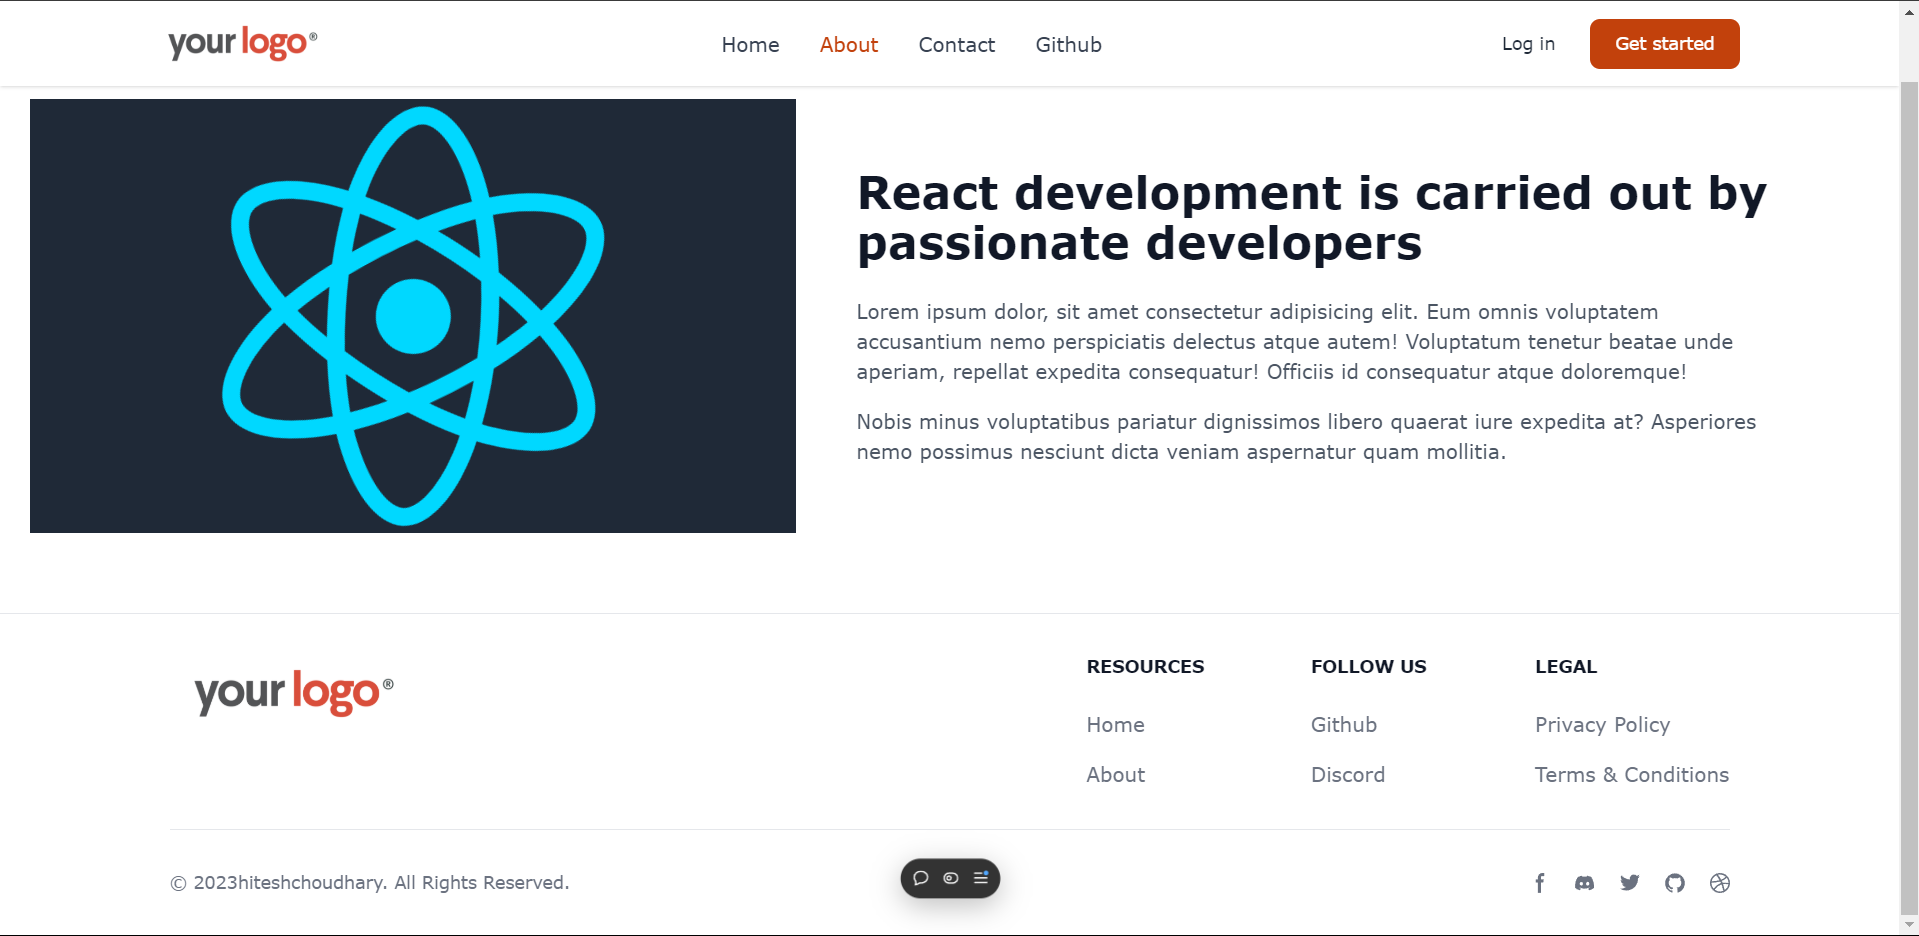 your logo®
Home About Contact Github
Log in Get started
React development is carried out by
passionate developers
Lorem ipsum dolor, sit amet consectetur adipisicing elit. Eum omnis voluptatem
accusantium nemo perspiciatis delectus atque autem! Voluptatum tenetur beatae unde
aperiam, repellat expedita consequatur! Officiis id consequatur atque doloremque!
Nobis minus voluptatibus pariatur dignissimos libero quaerat iure expedita at? Asperiores
nemo possimus nesciunt dicta veniam aspernatur quam mollitia.
your logo®
RESOURCES
Home
About
FOLLOW US
Github
Discord
LEGAL
Privacy Policy
Terms & Conditions
© 2023hiteshchoudhary. All Rights Reserved.